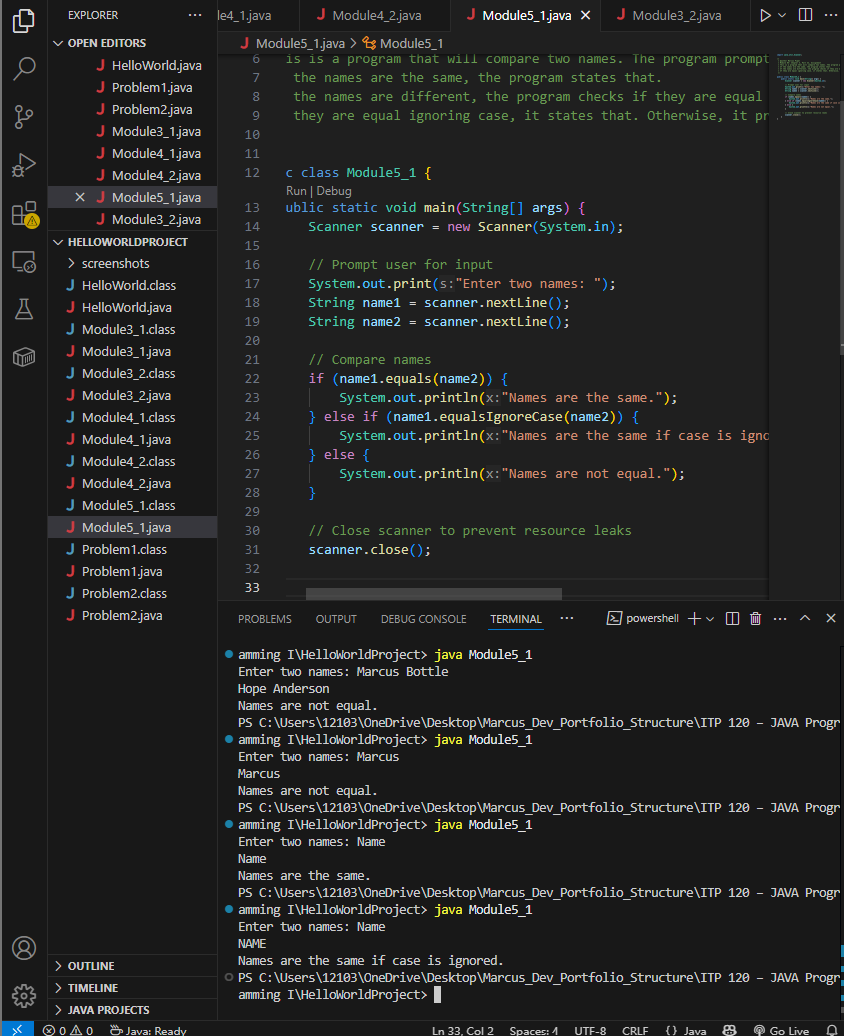 EXPLORER
OPEN EDITORS
HelloWorld.java
Problem1.java
Problem2.java
Module3_1.java
Module4_1.java
Module4_2.java
Module5_1.java
Module3_2.java
HELLOWORLDPROJECT
screenshots
HelloWorld.class
HelloWorld.java
Module3_1.class
Module3_1.java
Module3_2.class
Module3_2.java
Module4_1.class
Module4_1.java
Module4_2.class
Module4_2.java
Module5_1.class
Module5_1.java
Problem1.class
Problem1.java
Problem2.class
Problem2.java
OUTLINE
TIMELINE
JAVA PROJECTS
le4_1.java Module4_2.java Module5_1.java Module3_2.java
Module5_1.java > Module5_1
6 is is a program that will compare two names. The program prompt
7 the names are the same, the program states that.
8 the names are different, the program checks if they are equal
9 they are equal ignoring case, it states that. Otherwise, it pr
10
11
12 c class Module5_1 {
Run | Debug
13 ublic static void main(String[] args) {
14 Scanner scanner = new Scanner(System.in);
15
16 // Prompt user for input
17 System.out.print(s:"Enter two names: ");
18 String name1 = scanner.nextLine();
19 String name2 = scanner.nextLine();
20
21 // Compare names
22 if (name1.equals(name2)) {
23 System.out.println(x:"Names are the same.");
24 } else if (name1.equalsIgnoreCase(name2)) {
25 System.out.println(x:"Names are the same if case is igno
26 } else {
27 System.out.println(x:"Names are not equal.");
28 }
29
30 // Close scanner to prevent resource leaks
31 scanner.close();
32
33
PROBLEMS OUTPUT DEBUG CONSOLE TERMINAL ··· powershell
amming I\HelloWorldProject> java Module5_1
Enter two names: Marcus Bottle
Hope Anderson
Names are not equal.
PS C:\Users\12103\OneDrive\Desktop\Marcus_Dev_Portfolio_Structure\ITP 120 – JAVA Progr
amming I\HelloWorldProject> java Module5_1
Enter two names: Marcus
Marcus
Names are not equal.
PS C:\Users\12103\OneDrive\Desktop\Marcus_Dev_Portfolio_Structure\ITP 120 – JAVA Progr
amming I\HelloWorldProject> java Module5_1
Enter two names: Name
Name
Names are the same.
PS C:\Users\12103\OneDrive\Desktop\Marcus_Dev_Portfolio_Structure\ITP 120 – JAVA Progr
amming I\HelloWorldProject> java Module5_1
Enter two names: Name
NAME
Names are the same if case is ignored.
PS C:\Users\12103\OneDrive\Desktop\Marcus_Dev_Portfolio_Structure\ITP 120 – JAVA Progr
amming I\HelloWorldProject>
0 0 Java: Ready Ln 33, Col 2 Spaces: 4 UTF-8 CRLF {} Java Go Live